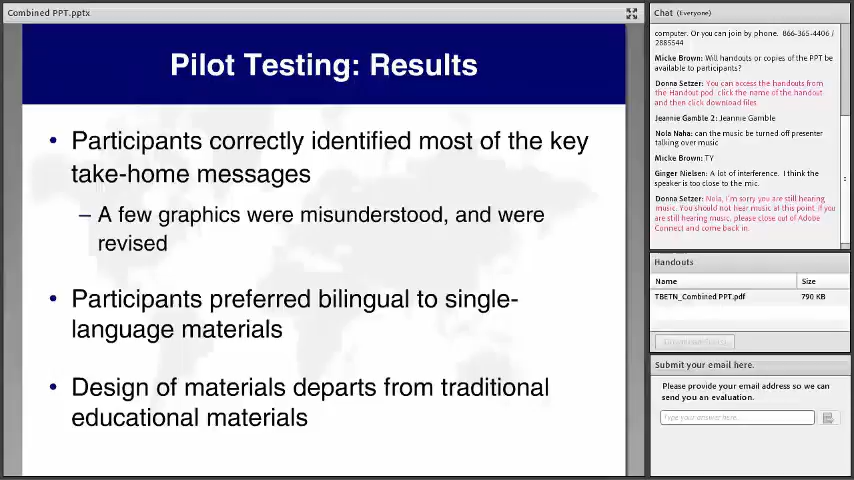 Combined PPT.pptx
Pilot Testing: Results
• Participants correctly identified most of the key
take-home messages
– A few graphics were misunderstood, and were
revised
• Participants preferred bilingual to single-
language materials
• Design of materials departs from traditional
educational materials
Chat (Everyone)
computer. Or you can join by phone. 866-365-4406 /
2885544
Micke Brown: Will handouts or copies of the PPT be
available to participants?
Donna Setzer: You can access the handouts from
the Handout pod. click the name of the handout
and then click download files
Jeannie Gamble 2: Jeannie Gamble
Nola Naha: can the music be turned off presenter
talking over music
Micke Brown: TY
Ginger Nielsen: A lot of interference. I think the
speaker is too close to the mic.
Donna Setzer: Nola, I'm sorry you are still hearing
music. You should not hear music at this point, if you
are still hearing music, please close out of Adobe
Connect and come back in.
Handouts
Name Size
TBETN_Combined PPT.pdf 790 KB
Submit your email here.
Please provide your email address so we can
send you an evaluation.
Type your answer here.